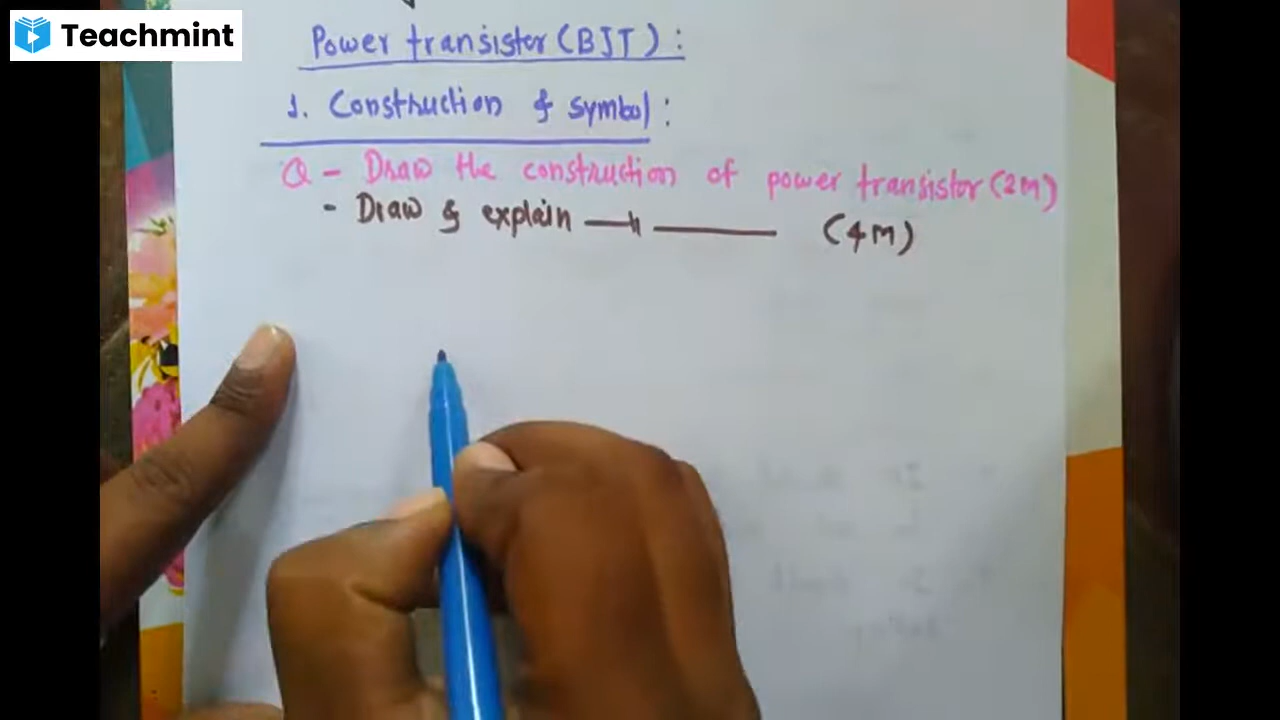 Teachmint
Power transistor (BJT) :
1. Construction & symbol :
Q - Draw the construction of power transistor (2M)
- Draw & explain —〃— (4M)